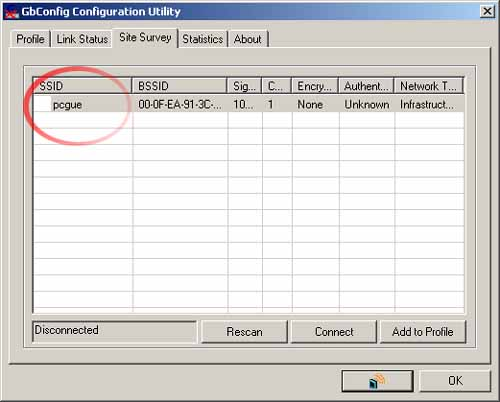 GbConfig Configuration Utility
Profile Link Status Site Survey Statistics About
SSID BSSID Sig... C... Encry... Authent... Network T...
pcgue 00-0F-EA-91-3C-... 10... 1 None Unknown Infrastruct...
Disconnected Rescan Connect Add to Profile
OK